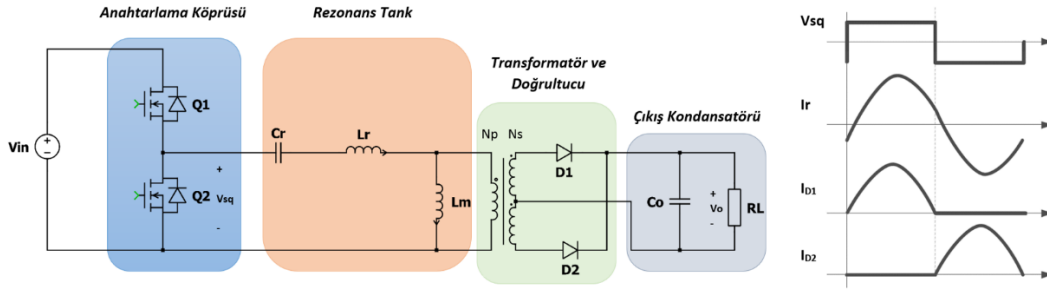 Anahtarlama Köprüsü
Rezonans Tank
Transformatör ve
Doğrultucu
Çıkış Kondansatörü
Vin
+
-
Q1
Q2
+
Vsq
-
Cr
Lr
Lm
Np
Ns
D1
D2
Co
+
Vo
-
RL
Vsq
Ir
ID1
ID2